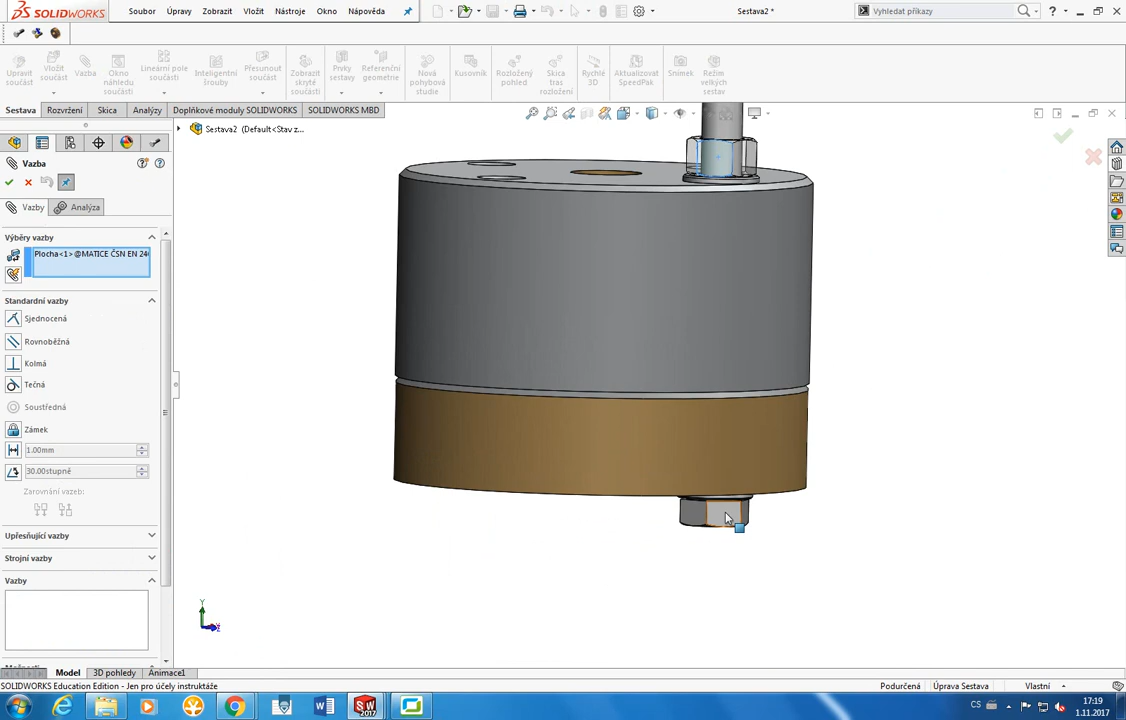 SOLIDWORKS
Soubor Úpravy Zobrazit Vložit Nástroje Okno Nápověda
Sestava2 *
Vyhledat příkazy
Upravit součást
Vložit součást
Vazba
Okno náhledu součásti
Lineární pole součástí
Inteligentní šrouby
Přesunout součást
Zobrazit skryté součásti
Prvky sestavy
Referenční geometrie
Nová pohybová studie
Kusovník
Rozložený pohled
Skica tras rozložení
Rychlé 3D
Aktualizovat SpeedPak
Snímek
Režim velkých sestav
Sestava Rozvržení Skica Analýzy Doplňkové moduly SOLIDWORKS SOLIDWORKS MBD
Sestava2 (Default<Stav z...
Vazba
Vazby Analýza
Výběry vazby
Plocha<1>@MATICE ČSN EN 24
Standardní vazby
Sjednocená
Rovnoběžná
Kolmá
Tečná
Soustředná
Zámek
1.00mm
30.00stupně
Zarovnání vazeb:
Upřesňující vazby
Strojní vazby
Vazby
Y
Z
Model 3D pohledy Animace1
SOLIDWORKS Education Edition - Jen pro účely instruktáže
Podurčená Úprava Sestava Vlastní
CS
17:19
1.11.2017